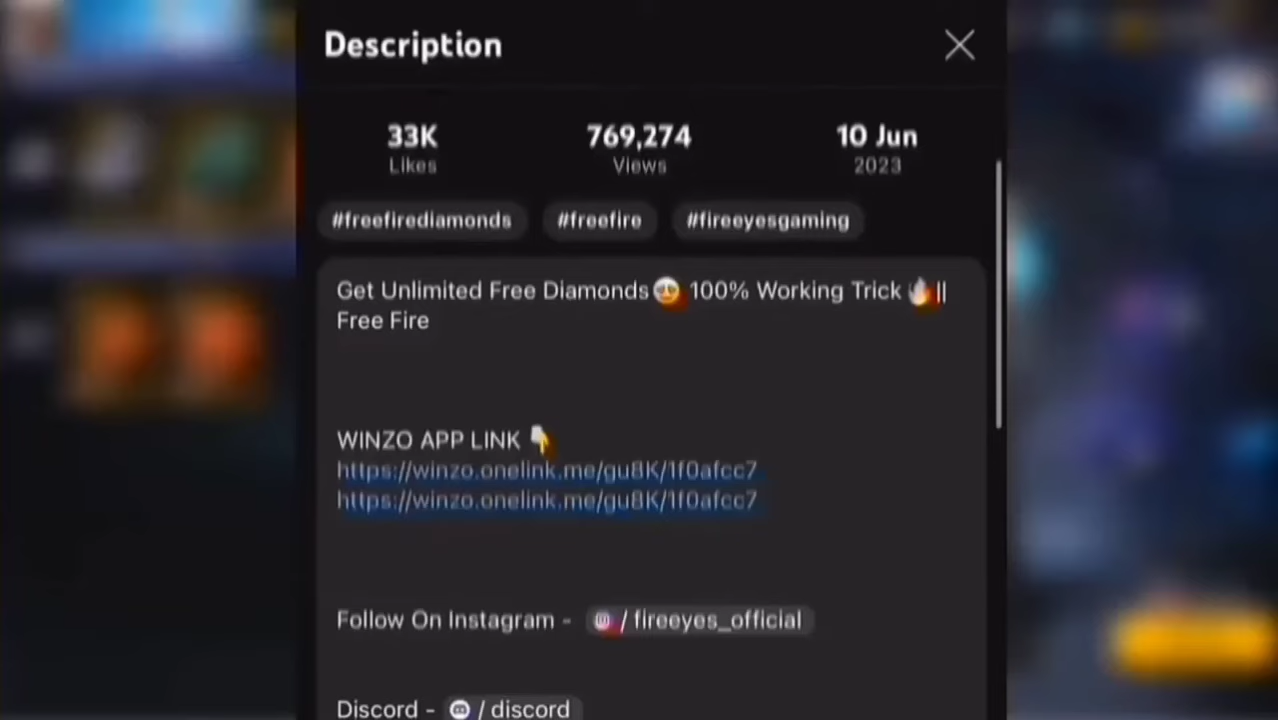 Description
33K 769,274 10 Jun
Likes Views 2023
#freefirediamonds #freefire #fireeyesgaming
Get Unlimited Free Diamonds😍 100% Working Trick🔥||
Free Fire
WINZO APP LINK 👇
https://winzo.onelink.me/gu8K/1f0afcc7
https://winzo.onelink.me/gu8K/1f0afcc7
Follow On Instagram - / fireeyes_official
Discord - / discord